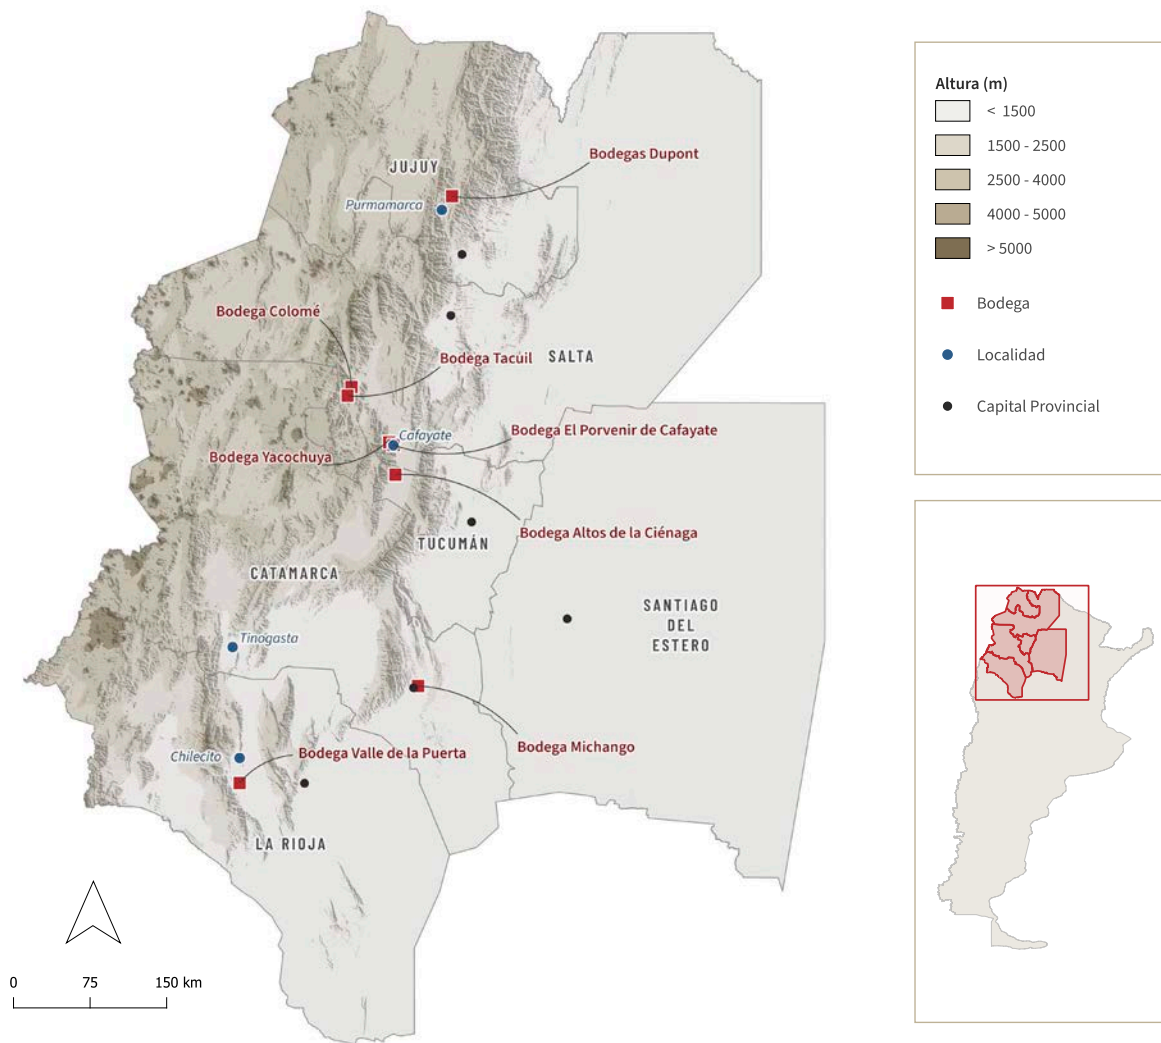 JUJUY
Bodegas Dupont
Purmamarca
Bodega Colomé
Bodega Tacuil
SALTA
Cafayate
Bodega El Porvenir de Cafayate
Bodega Yacochuya
Bodega Altos de la Ciénaga
TUCUMÁN
CATAMARCA
SANTIAGO
DEL
ESTERO
Tinogasta
Bodega Michango
Chilecito
Bodega Valle de la Puerta
LA RIOJA
0 75 150 km
Altura (m)
< 1500
1500 - 2500
2500 - 4000
4000 - 5000
> 5000
Bodega
Localidad
Capital Provincial